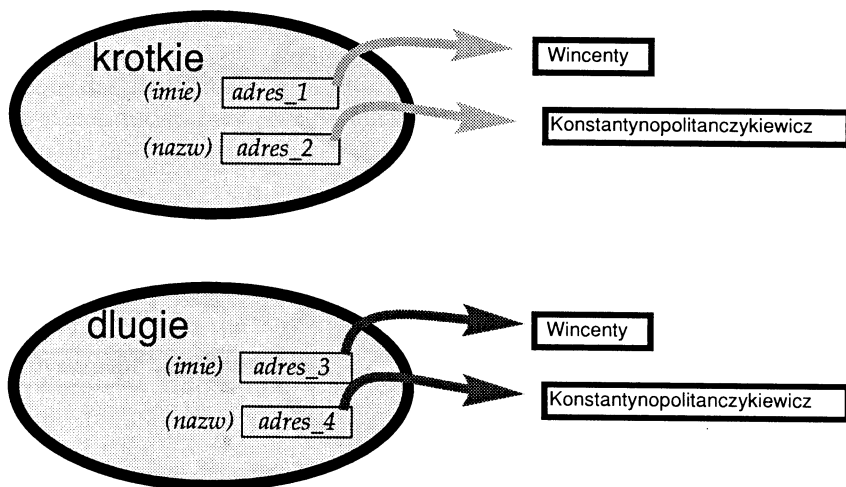 krotkie
(imie) adres_1
Wincenty
(nazw) adres_2
Konstantynopolitanczykiewicz
dlugie
(imie) adres_3
Wincenty
(nazw) adres_4
Konstantynopolitanczykiewicz